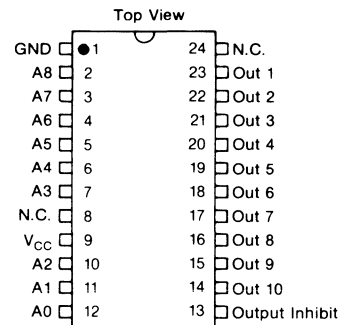 Top View
GND 1 24 N.C.
A8 2 23 Out 1
A7 3 22 Out 2
A6 4 21 Out 3
A5 5 20 Out 4
A4 6 19 Out 5
A3 7 18 Out 6
N.C. 8 17 Out 7
VCC 9 16 Out 8
A2 10 15 Out 9
A1 11 14 Out 10
A0 12 13 Output Inhibit